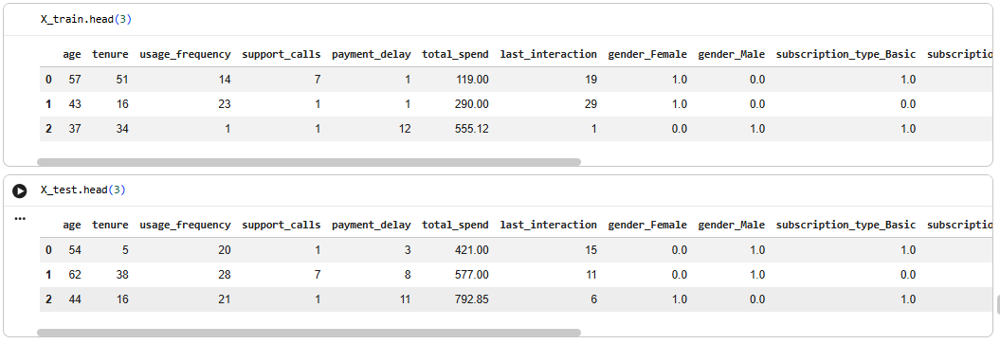 X_train.head(3)
age tenure usage_frequency support_calls payment_delay total_spend last_interaction gender_Female gender_Male subscription_type_Basic subscriptio
0 57 51 14 7 1 119.00 19 1.0 0.0 1.0
1 43 16 23 1 1 290.00 29 1.0 0.0 0.0
2 37 34 1 1 12 555.12 1 0.0 1.0 1.0
X_test.head(3)
age tenure usage_frequency support_calls payment_delay total_spend last_interaction gender_Female gender_Male subscription_type_Basic subscriptio
0 54 5 20 1 3 421.00 15 0.0 1.0 1.0
1 62 38 28 7 8 577.00 11 0.0 1.0 0.0
2 44 16 21 1 11 792.85 6 1.0 0.0 1.0